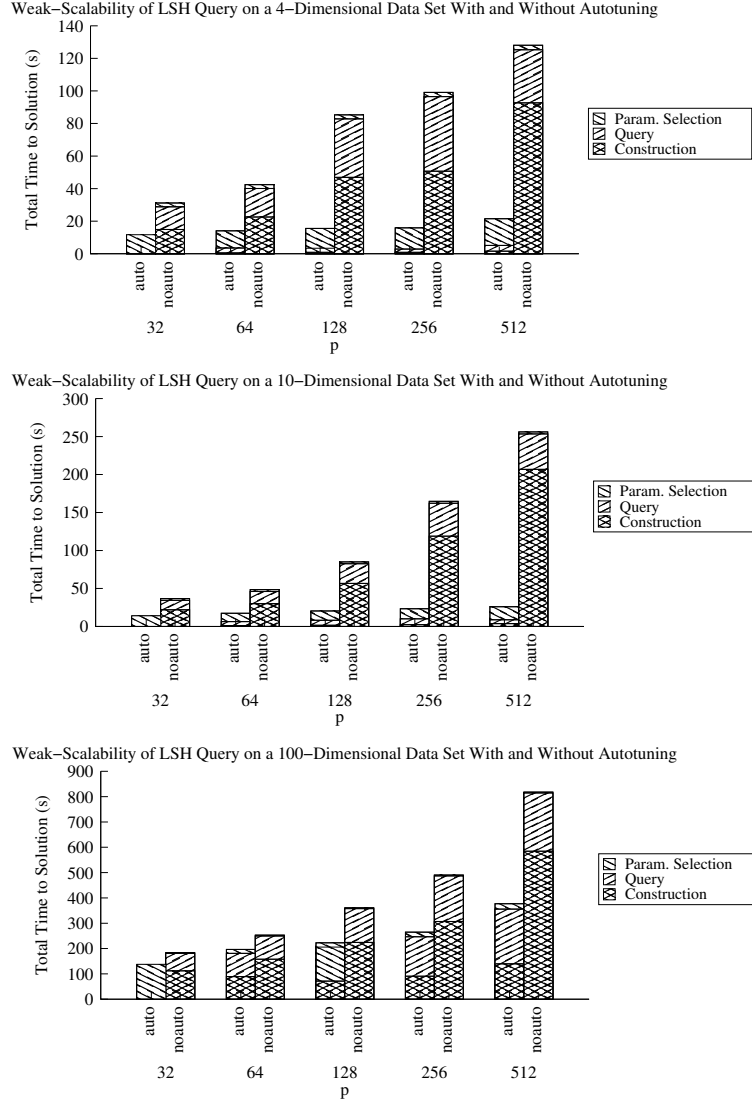 Weak−Scalability of LSH Query on a 4−Dimensional Data Set With and Without Autotuning
Total Time to Solution (s)
140
120
100
80
60
40
20
0
auto noauto auto noauto auto noauto auto noauto auto noauto
32 64 128 256 512
p
Param. Selection
Query
Construction
Weak−Scalability of LSH Query on a 10−Dimensional Data Set With and Without Autotuning
Total Time to Solution (s)
300
250
200
150
100
50
0
auto noauto auto noauto auto noauto auto noauto auto noauto
32 64 128 256 512
p
Param. Selection
Query
Construction
Weak−Scalability of LSH Query on a 100−Dimensional Data Set With and Without Autotuning
Total Time to Solution (s)
900
800
700
600
500
400
300
200
100
0
auto noauto auto noauto auto noauto auto noauto auto noauto
32 64 128 256 512
p
Param. Selection
Query
Construction